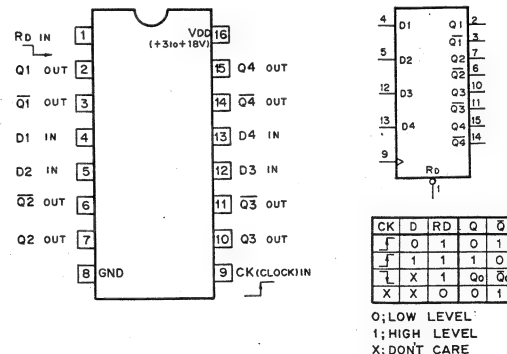 RD IN 1 VDD 16
(+3 to +18V)
Q1 OUT 2 15 Q4 OUT
Q̅1̅ OUT 3 14 Q̅4̅ OUT
D1 IN 4 13 D4 IN
D2 IN 5 12 D3 IN
Q̅2̅ OUT 6 11 Q̅3̅ OUT
Q2 OUT 7 10 Q3 OUT
8 GND 9 CK (CLOCK) IN
4 D1 Q1 2
Q̅1̅ 3
5 D2 Q2 7
Q̅2̅ 6
12 D3 Q3 10
Q̅3̅ 11
13 D4 Q4 15
Q̅4̅ 14
9
RD
1
CK D RD Q Q̅
0 1 0 1
1 1 1 0
X 1 Q0 Q̅0
X X 0 0 1
0; LOW LEVEL
1; HIGH LEVEL
X; DON'T CARE